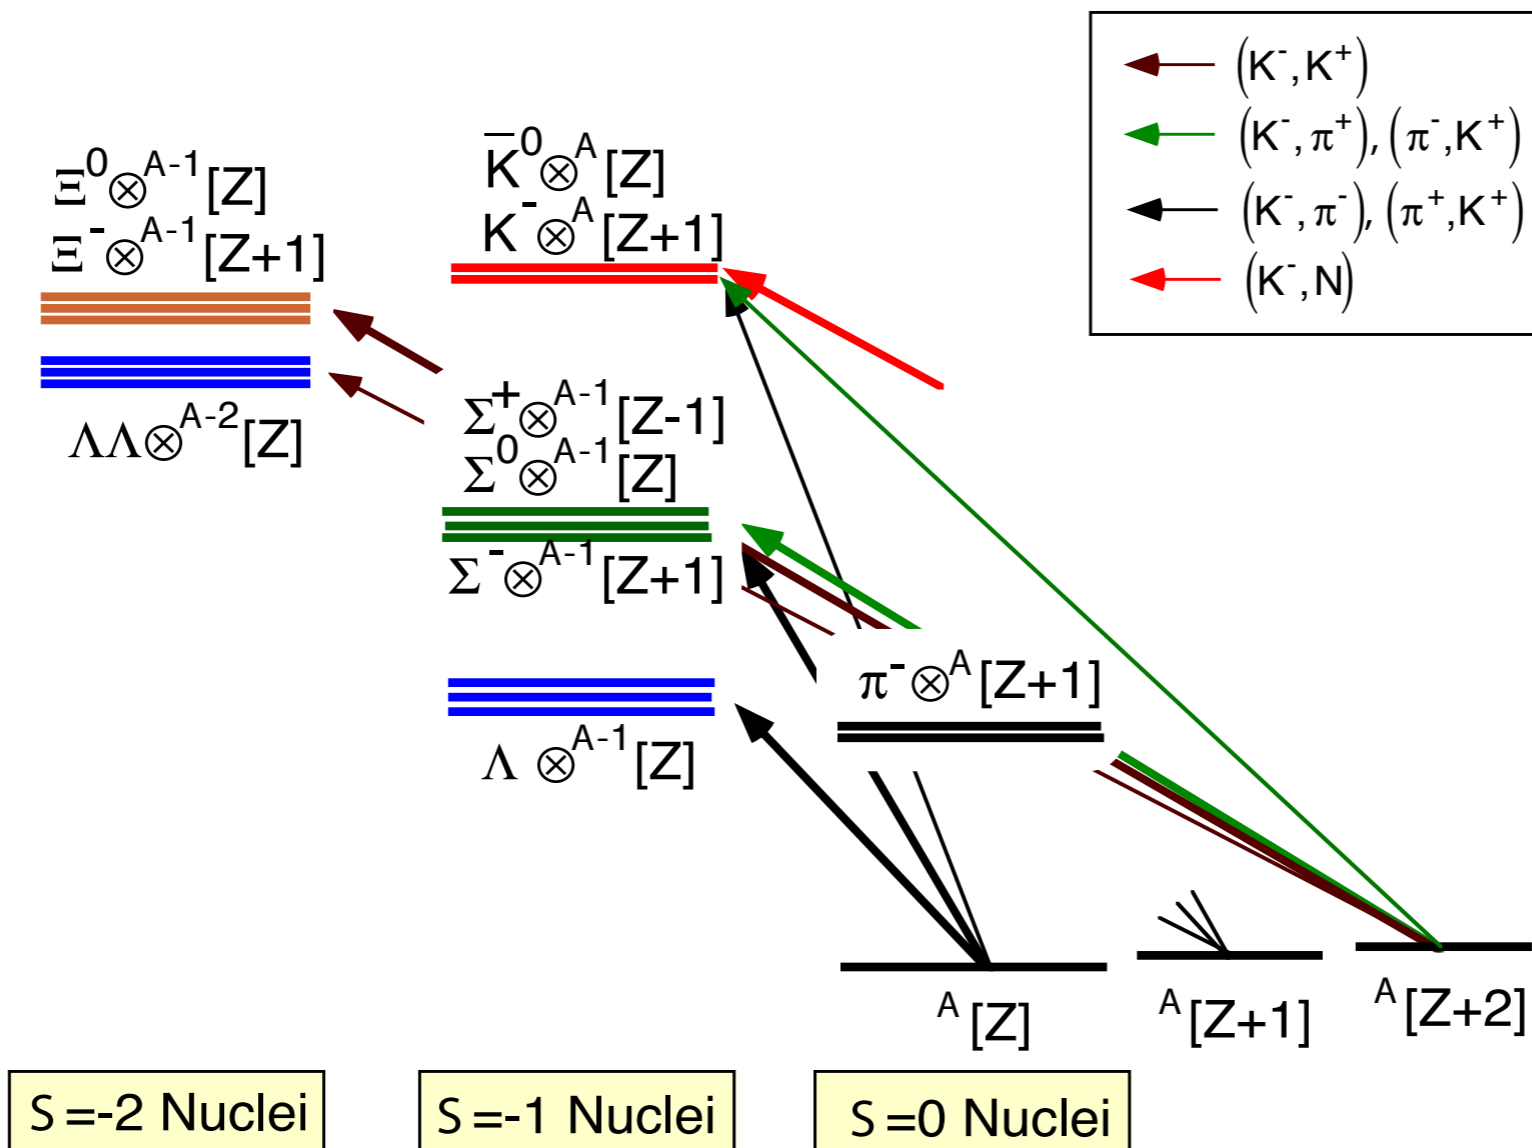 (K⁻,K⁺)
(K⁻,π⁺), (π⁻,K⁺)
(K⁻,π⁻), (π⁺,K⁺)
(K⁻,N)
Ξ⁰⊗ᴬ⁻¹[Z]
Ξ⁻⊗ᴬ⁻¹[Z+1]
ΛΛ⊗ᴬ⁻²[Z]
K̅⁰⊗ᴬ[Z]
K⁻⊗ᴬ[Z+1]
Σ⁺⊗ᴬ⁻¹[Z-1]
Σ⁰⊗ᴬ⁻¹[Z]
Σ⁻⊗ᴬ⁻¹[Z+1]
Λ ⊗ᴬ⁻¹[Z]
π⁻⊗ᴬ[Z+1]
ᴬ[Z]
ᴬ[Z+1]
ᴬ[Z+2]
S =-2 Nuclei
S =-1 Nuclei
S =0 Nuclei